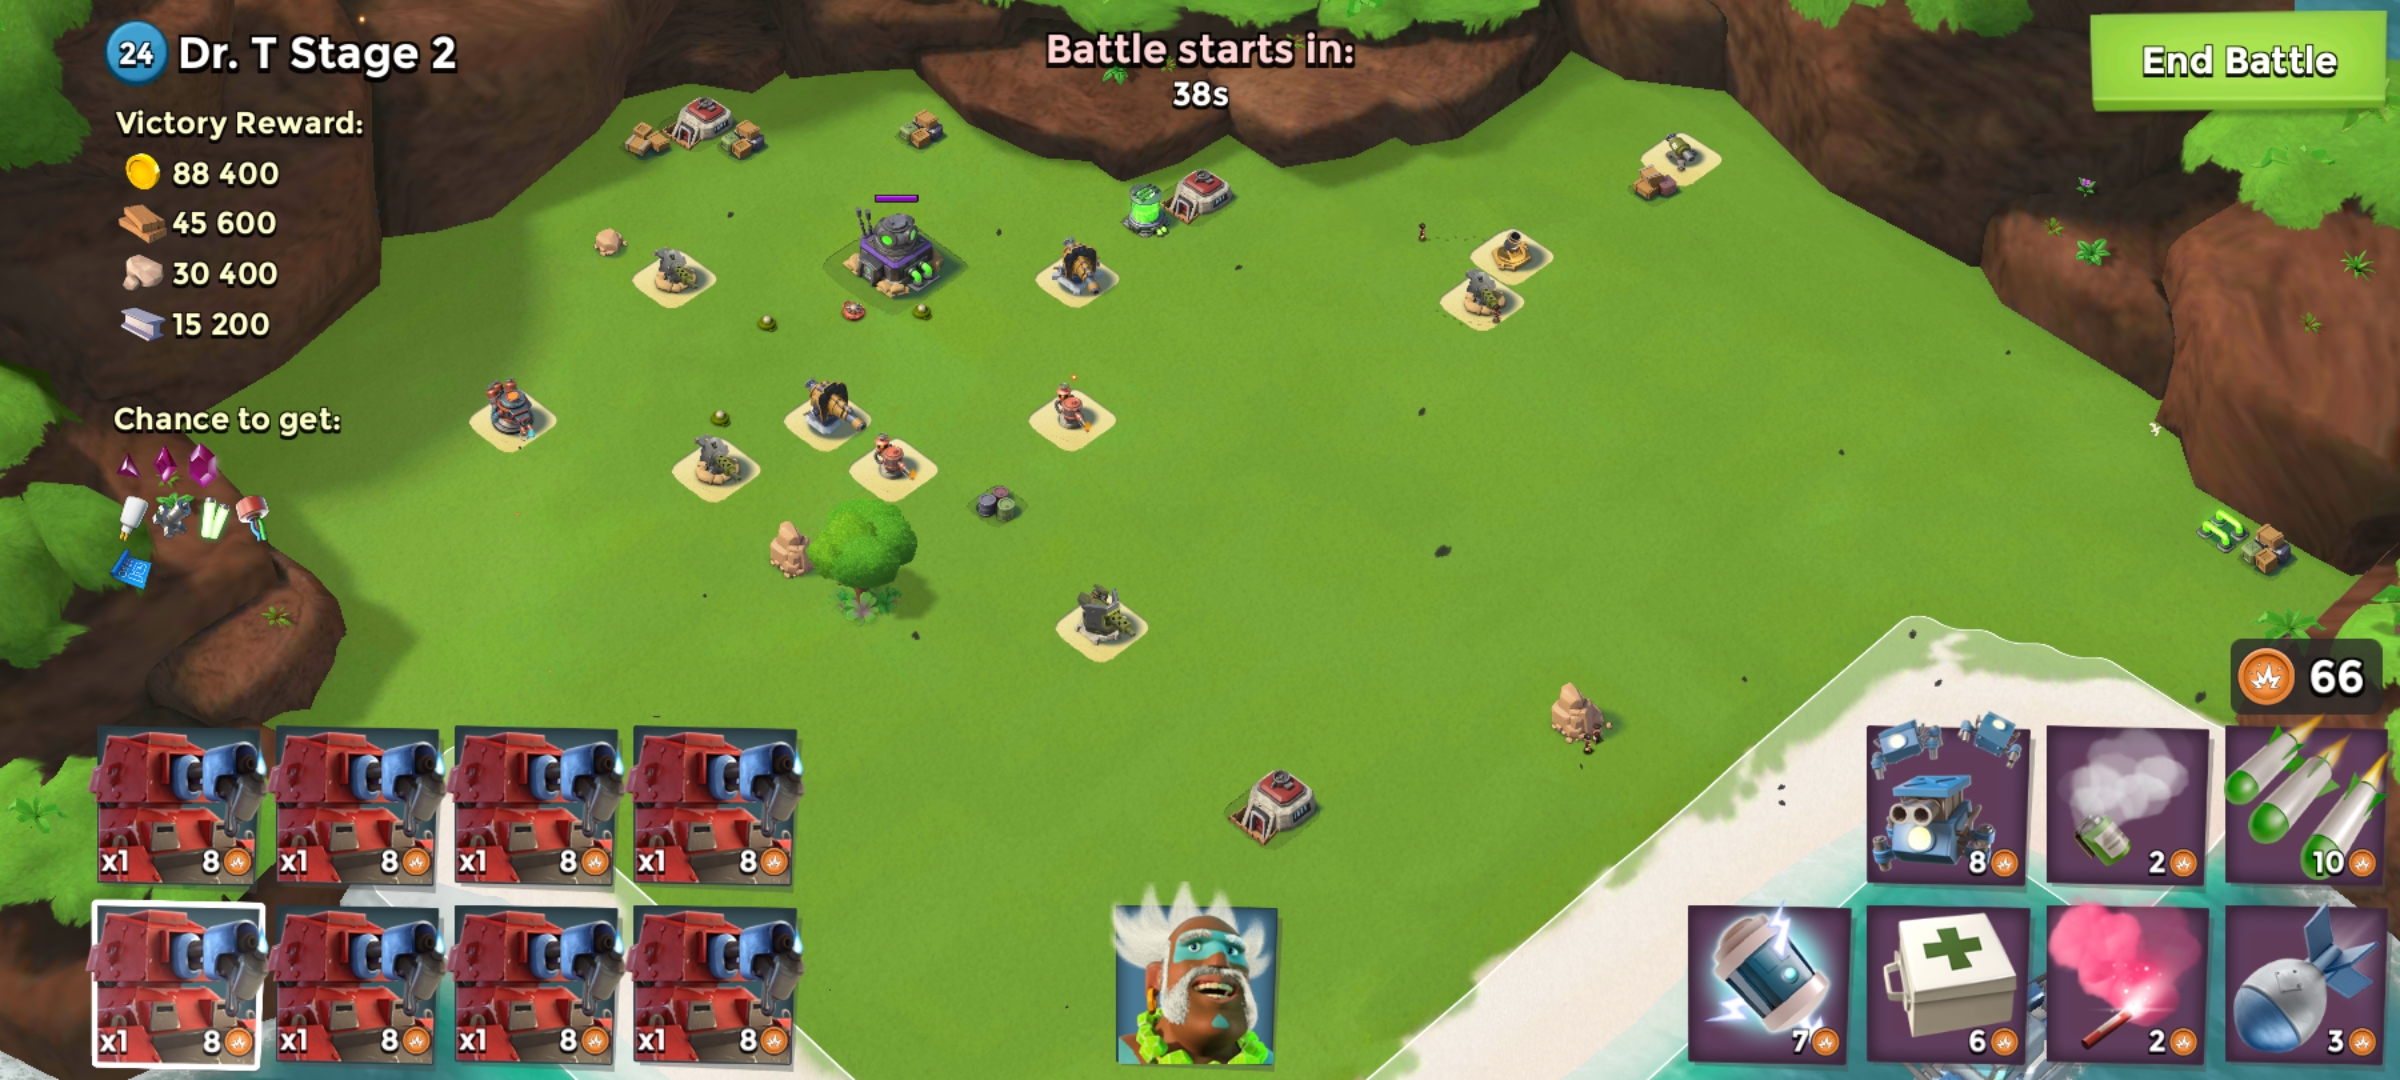 24 Dr. T Stage 2
Battle starts in:
38s
End Battle
Victory Reward:
88 400
45 600
30 400
15 200
Chance to get:
66
x1 8
x1 8
x1 8
x1 8
8
2
10
x1 8
x1 8
x1 8
x1 8
7
6
2
3